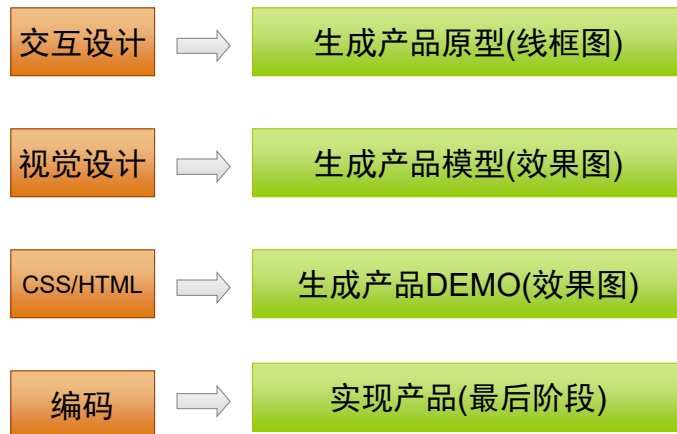 交互设计
生成产品原型(线框图)
视觉设计
生成产品模型(效果图)
CSS/HTML
生成产品DEMO(效果图)
编码
实现产品(最后阶段)